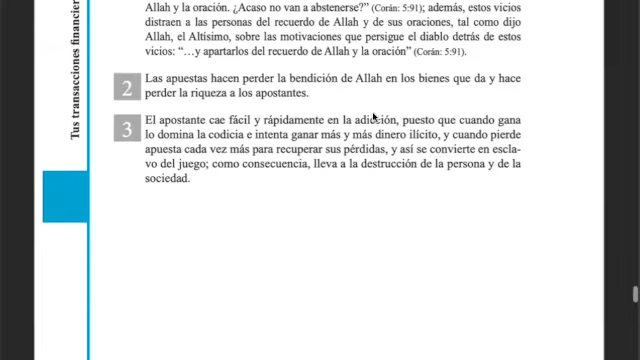 Tus transacciones financier
Allah y la oración. ¿Acaso no van a abstenerse?” (Corán: 5:91); además, estos vicios
distraen a las personas del recuerdo de Allah y de sus oraciones, tal como dijo
Allah, el Altísimo, sobre las motivaciones que persigue el diablo detrás de estos
vicios: “…y apartarlos del recuerdo de Allah y la oración” (Corán: 5:91).
2 Las apuestas hacen perder la bendición de Allah en los bienes que da y hace
perder la riqueza a los apostantes.
3 El apostante cae fácil y rápidamente en la adicción, puesto que cuando gana
lo domina la codicia e intenta ganar más y más dinero ilícito, y cuando pierde
apuesta cada vez más para recuperar sus pérdidas, y así se convierte en escla-
vo del juego; como consecuencia, lleva a la destrucción de la persona y de la
sociedad.